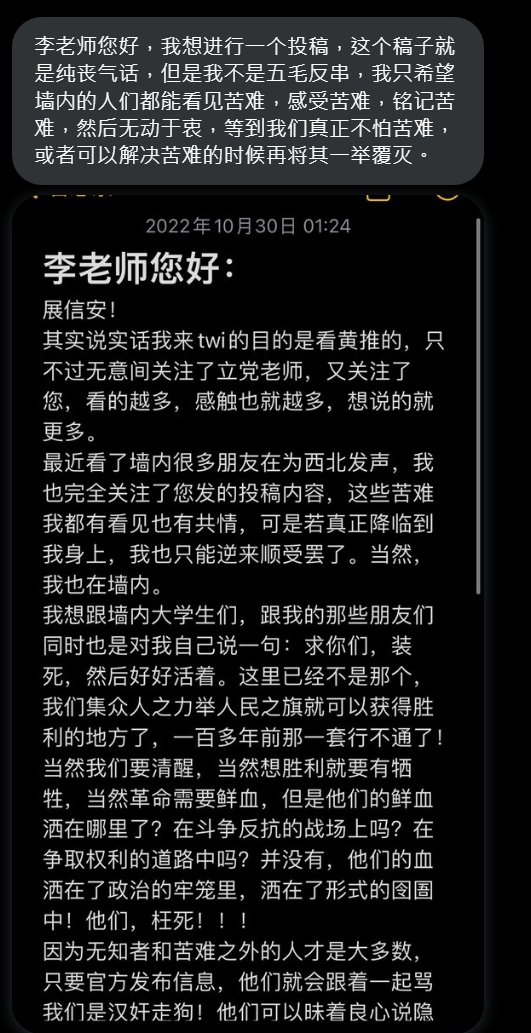 李老师您好，我想进行一个投稿，这个稿子就
是纯丧气话，但是我不是五毛反串，我只希望
墙内的人们都能看见苦难，感受苦难，铭记苦
难，然后无动于衷，等到我们真正不怕苦难，
或者可以解决苦难的时候再将其一举覆灭。
2022年10月30日 01:24
李老师您好：
展信安！
其实说实话我来twi的目的是看黄推的，只
不过无意间关注了立党老师，又关注了
您，看的越多，感触也就越多，想说的就
更多。
最近看了墙内很多朋友在为西北发声，我
也完全关注了您发的投稿内容，这些苦难
我都有看见也有共情，可是若真正降临到
我身上，我也只能逆来顺受罢了。当然，
我也在墙内。
我想跟墙内大学生们，跟我的那些朋友们
同时也是对我自己说一句：求你们，装
死，然后好好活着。这里已经不是那个，
我们集众人之力举人民之旗就可以获得胜
利的地方了，一百多年前那一套行不通了！
当然我们要清醒，当然想胜利就要有牺
牲，当然革命需要鲜血，但是他们的鲜血
洒在哪里了？在斗争反抗的战场上吗？在
争取权利的道路中吗？并没有，他们的血
洒在了政治的牢笼里，洒在了形式的囹圄
中！他们，枉死！！！
因为无知者和苦难之外的人才是大多数，
只要官方发布信息，他们就会跟着一起骂
我们是汉奸走狗！他们可以昧着良心说隐